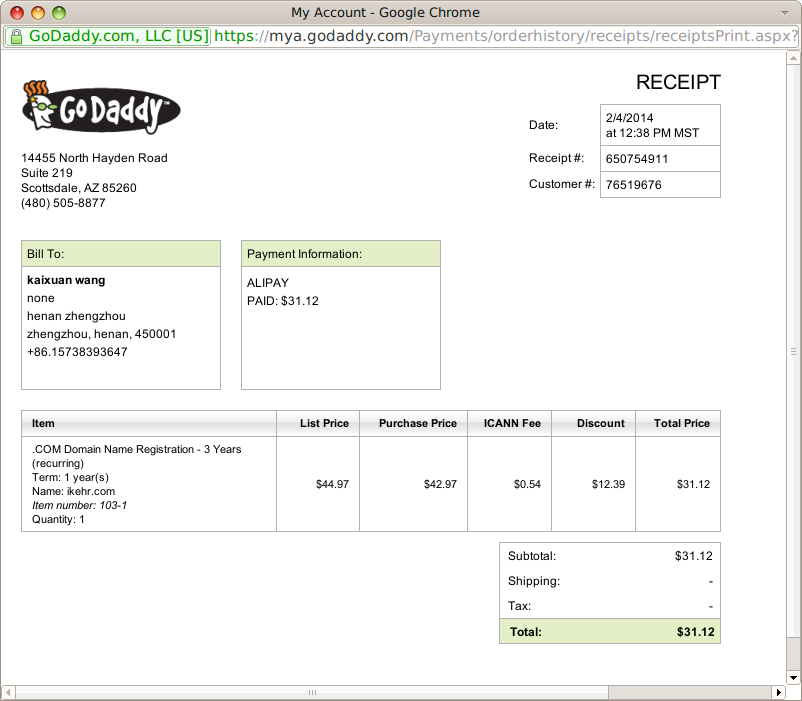 My Account - Google Chrome
GoDaddy.com, LLC [US] https://mya.godaddy.com/Payments/orderhistory/receipts/receiptsPrint.aspx?
RECEIPT
Go Daddy™
Date:
2/4/2014
at 12:38 PM MST
Receipt #: 650754911
Customer #: 76519676
14455 North Hayden Road
Suite 219
Scottsdale, AZ 85260
(480) 505-8877
Bill To:
kaixuan wang
none
henan zhengzhou
zhengzhou, henan, 450001
+86.15738393647
Payment Information:
ALIPAY
PAID: $31.12
Item List Price Purchase Price ICANN Fee Discount Total Price
.COM Domain Name Registration - 3 Years
(recurring)
Term: 1 year(s)
Name: ikehr.com
Item number: 103-1
Quantity: 1
$44.97 $42.97 $0.54 $12.39 $31.12
Subtotal: $31.12
Shipping: -
Tax: -
Total: $31.12